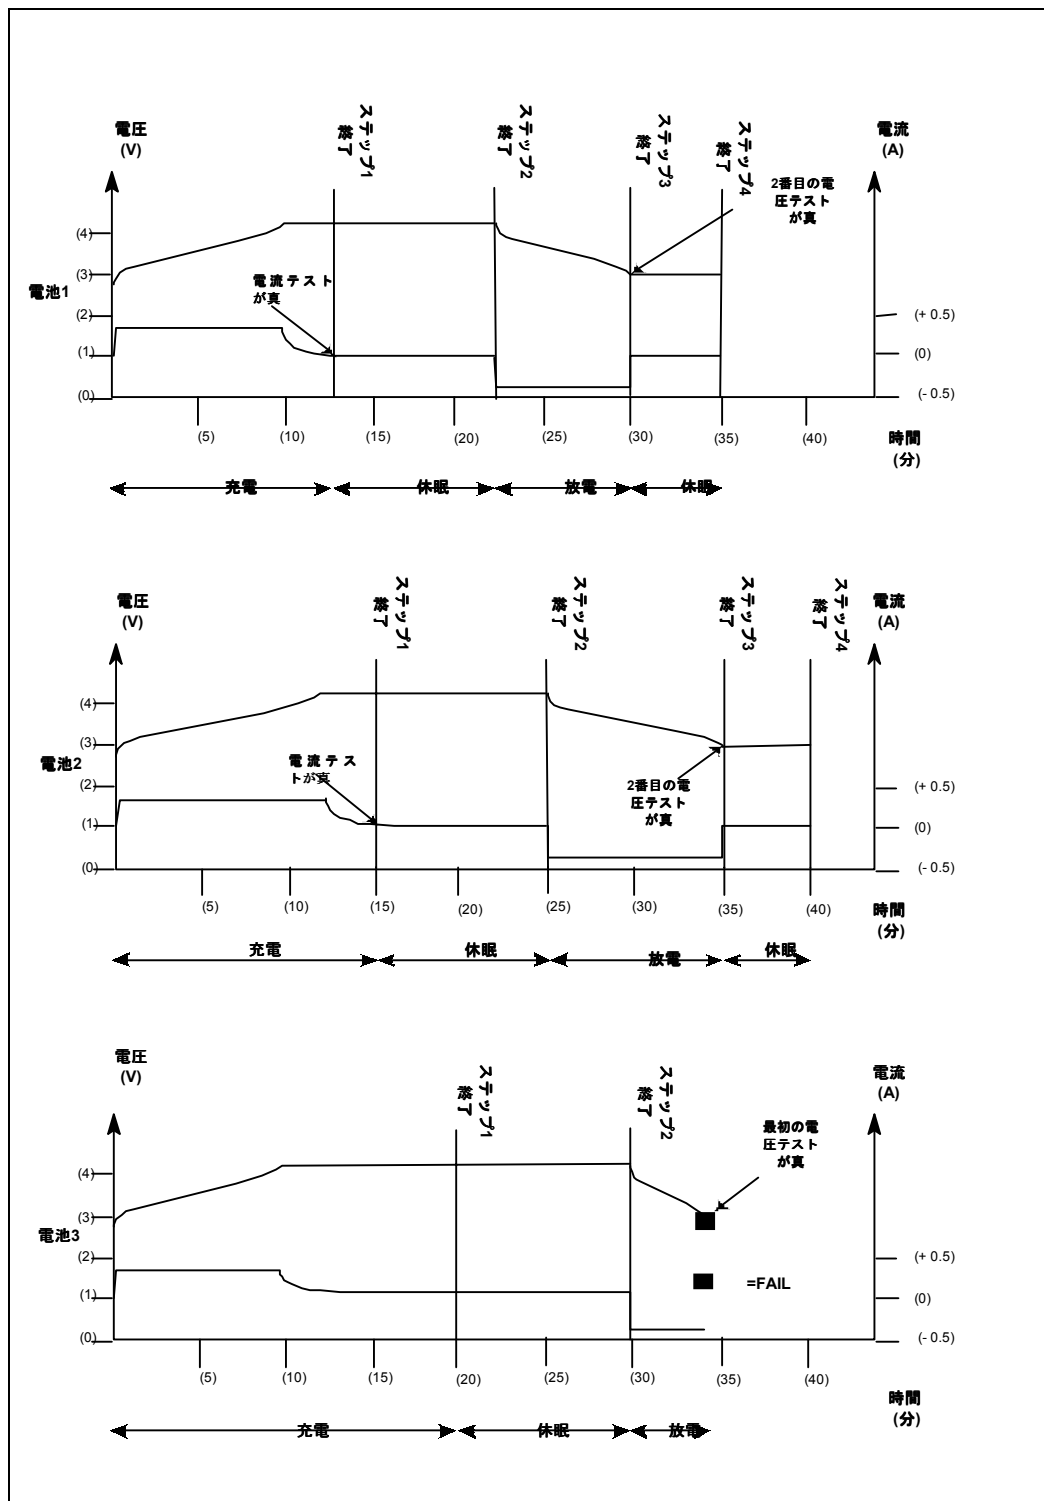 電圧
(V)
ステップ1
終了
ステップ2
終了
ステップ3
終了
ステップ4
終了
電流
(A)
2番目の電
圧テスト
が真
(4)
(3)
電流テスト
が真
電池1
(2)
(+ 0.5)
(1)
(0)
(0)
(- 0.5)
(5)
(10)
(15)
(20)
(25)
(30)
(35)
(40)
時間
(分)
充電
休眠
放電
休眠
電圧
(V)
ステップ1
終了
ステップ2
終了
ステップ3
終了
ステップ4
終了
電流
(A)
(4)
(3)
電池2
電流テス
トが真
2番目の電
圧テスト
が真
(2)
(+ 0.5)
(1)
(0)
(0)
(- 0.5)
(5)
(10)
(15)
(20)
(25)
(30)
(35)
(40)
時間
(分)
充電
休眠
放電
休眠
電圧
(V)
ステップ1
終了
ステップ2
終了
電流
(A)
最初の電
圧テスト
が真
(4)
(3)
電池3
(2)
(+ 0.5)
=FAIL
(1)
(0)
(0)
(- 0.5)
(5)
(10)
(15)
(20)
(25)
(30)
(35)
(40)
時間
(分)
充電
休眠
放電